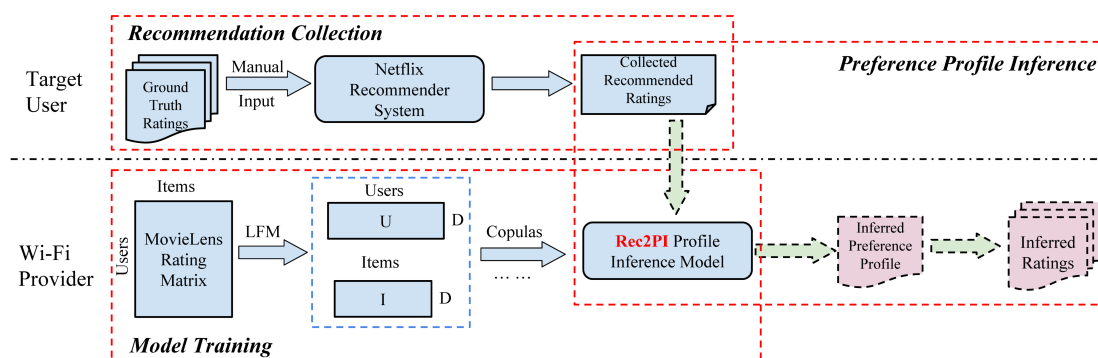 Recommendation Collection
Target
User
Ground
Truth
Ratings
Manual
Input
Netflix
Recommender
System
Collected
Recommended
Ratings
Preference Profile Inference
Wi-Fi
Provider
Items
Users
MovieLens
Rating
Matrix
LFM
Users
U
D
Items
I
D
Copulas
... ...
Rec2PI Profile
Inference Model
Inferred
Preference
Profile
Inferred
Ratings
Model Training